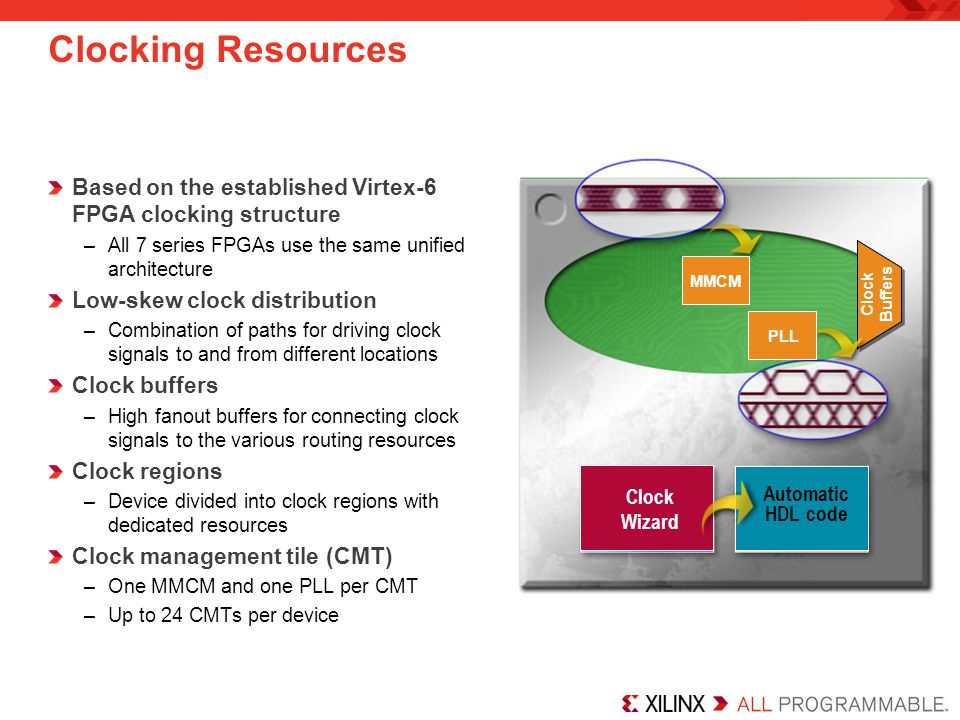 Clocking Resources
Based on the established Virtex-6
FPGA clocking structure
– All 7 series FPGAs use the same unified
architecture
Low-skew clock distribution
– Combination of paths for driving clock
signals to and from different locations
Clock buffers
– High fanout buffers for connecting clock
signals to the various routing resources
Clock regions
– Device divided into clock regions with
dedicated resources
Clock management tile (CMT)
– One MMCM and one PLL per CMT
– Up to 24 CMTs per device
MMCM
PLL
Clock
Buffers
Clock
Wizard
Automatic
HDL code
XILINX ALL PROGRAMMABLE.